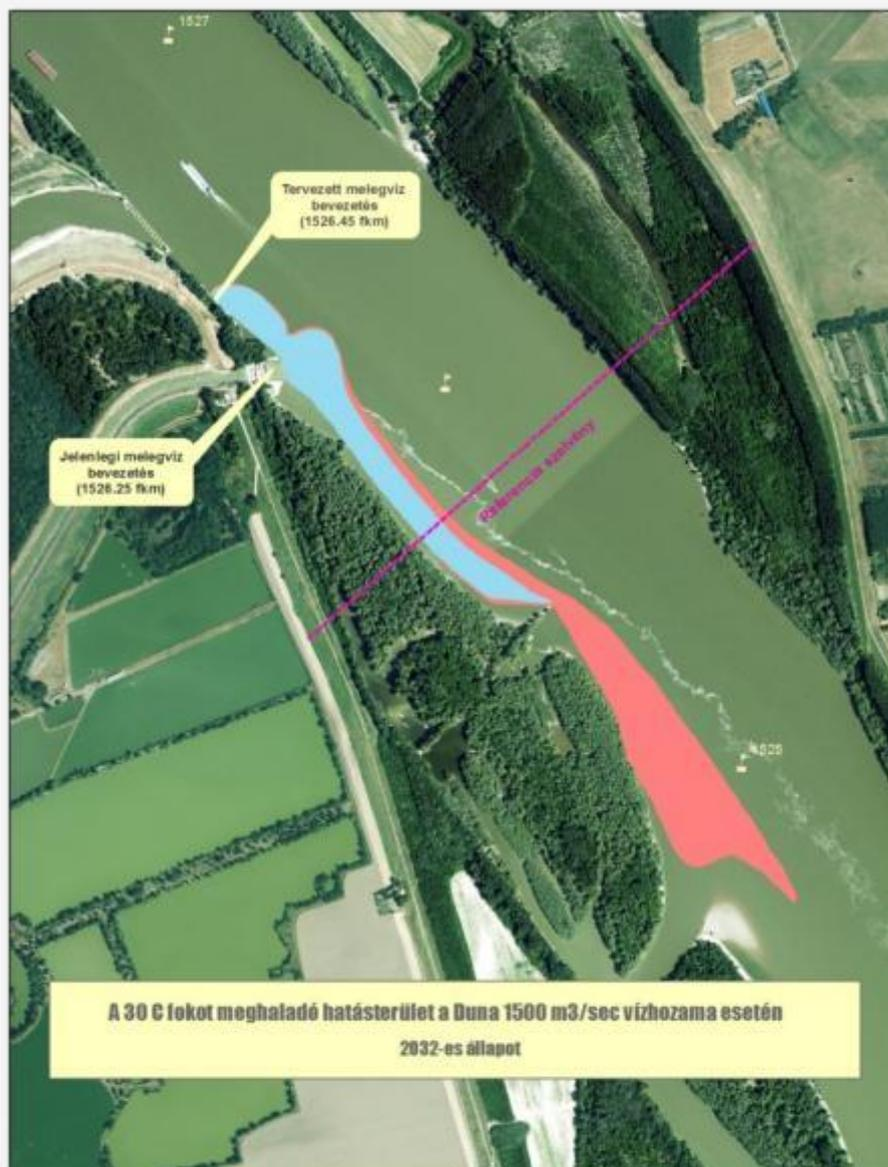 1527
Tervezett melegvíz
bevezetés
(1526.45 fkm)
Jelenlegi melegvíz
bevezetés
(1526.25 fkm)
Referencia szelvény
1525
A 30 C fokot meghaladó hatásterület a Duna 1500 m3/sec vízhozama esetén
2032-es állapot